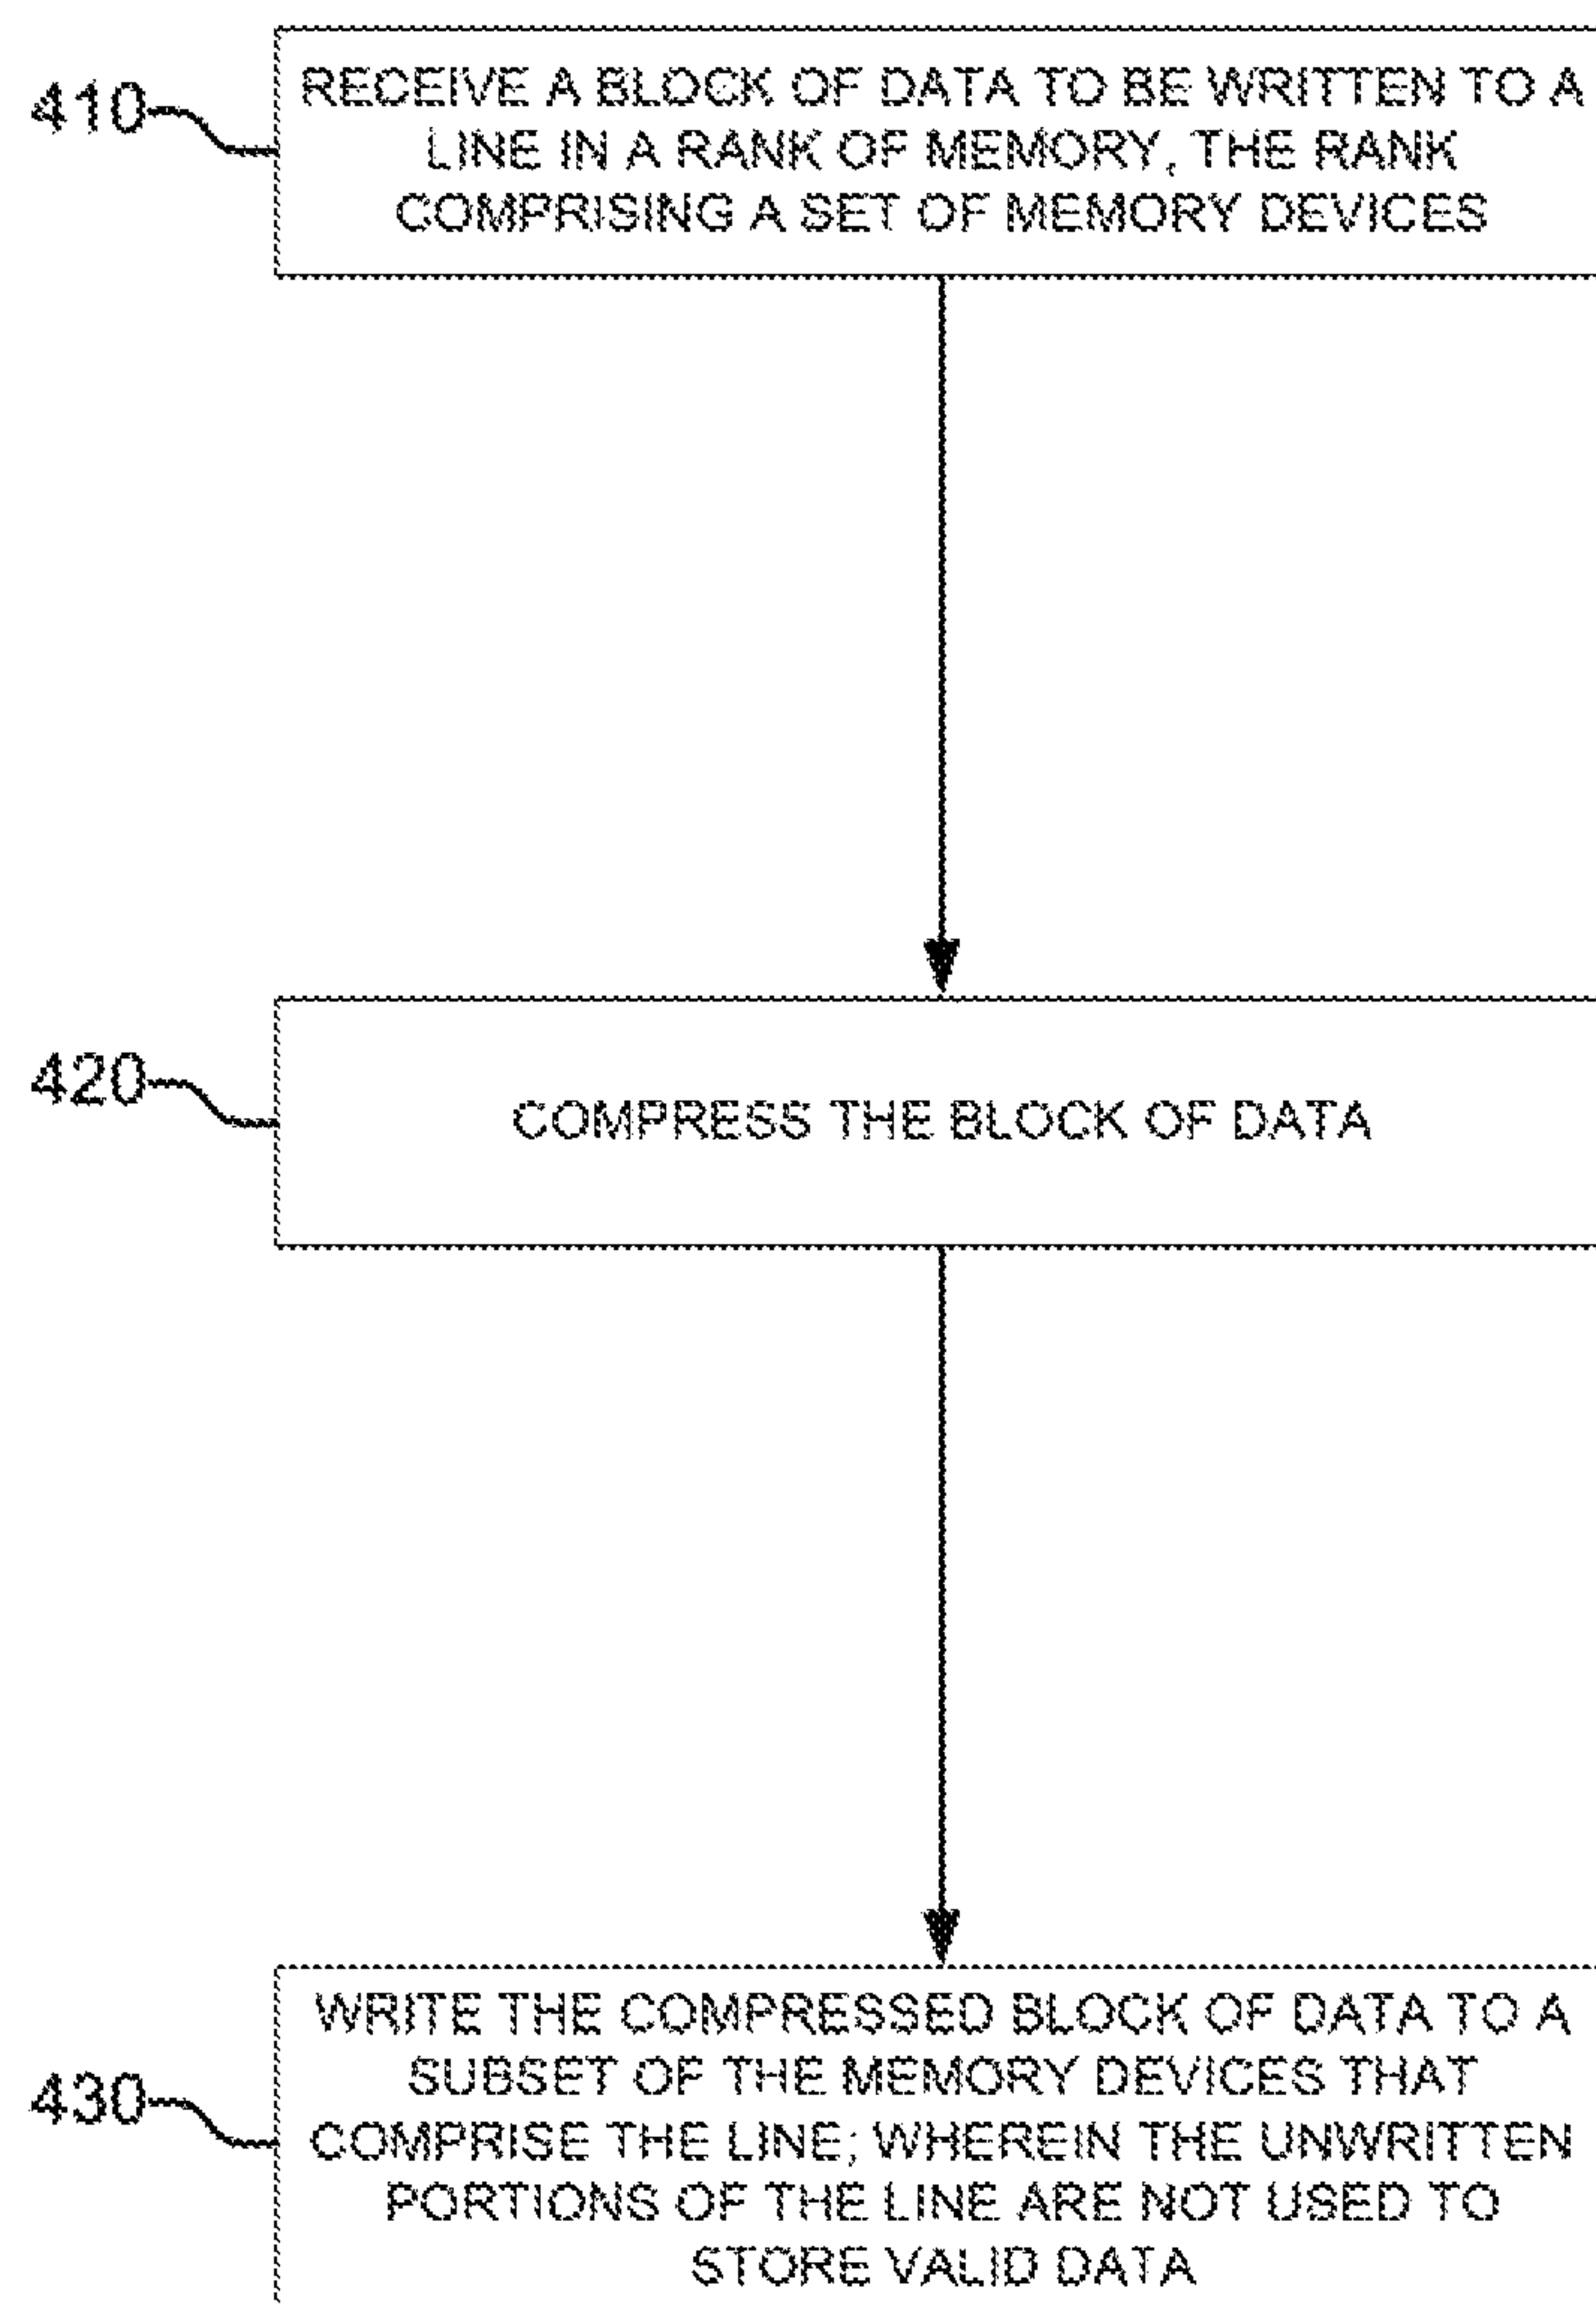 410
RECEIVE A BLOCK OF DATA TO BE WRITTEN TO A
LINE IN A RANK OF MEMORY, THE RANK
COMPRISING A SET OF MEMORY DEVICES
420
COMPRESS THE BLOCK OF DATA
430
WRITE THE COMPRESSED BLOCK OF DATA TO A
SUBSET OF THE MEMORY DEVICES THAT
COMPRISE THE LINE; WHEREIN THE UNWRITTEN
PORTIONS OF THE LINE ARE NOT USED TO
STORE VALID DATA